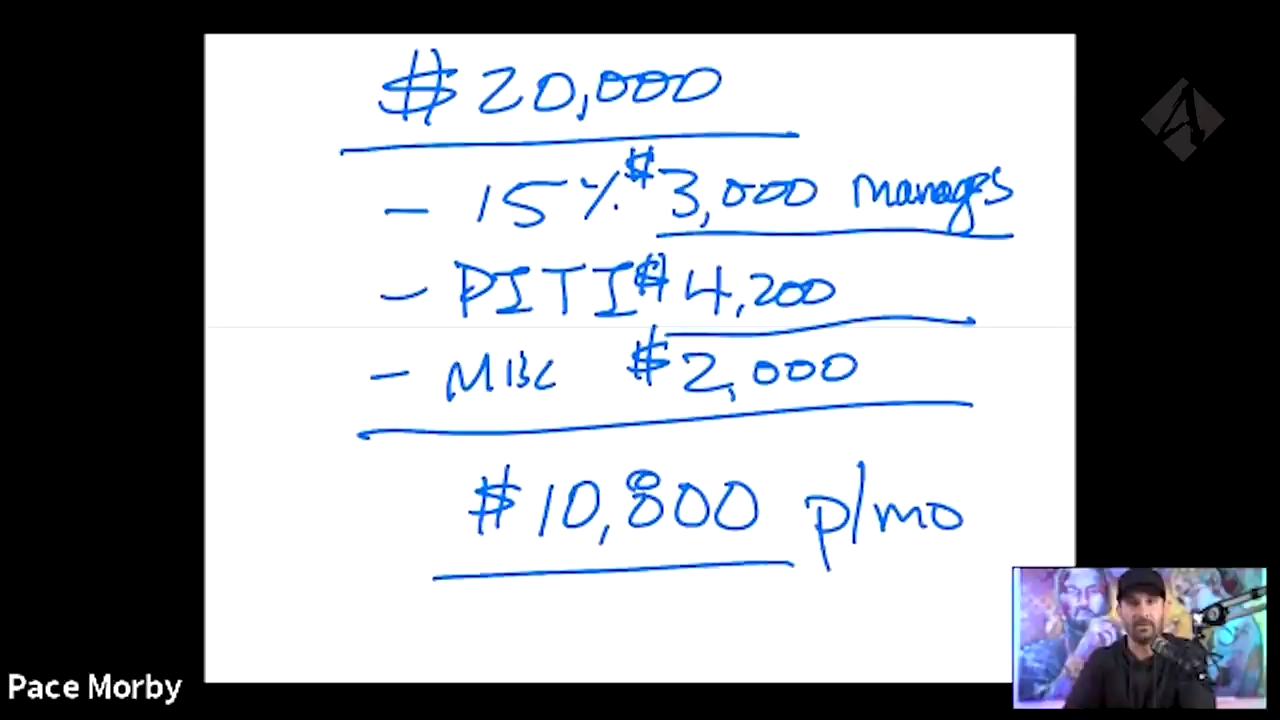 $20,000
- 15% $3,000 manages
- PITI $4,200
- MBC $2,000
$10,800 p/mo
Pace Morby